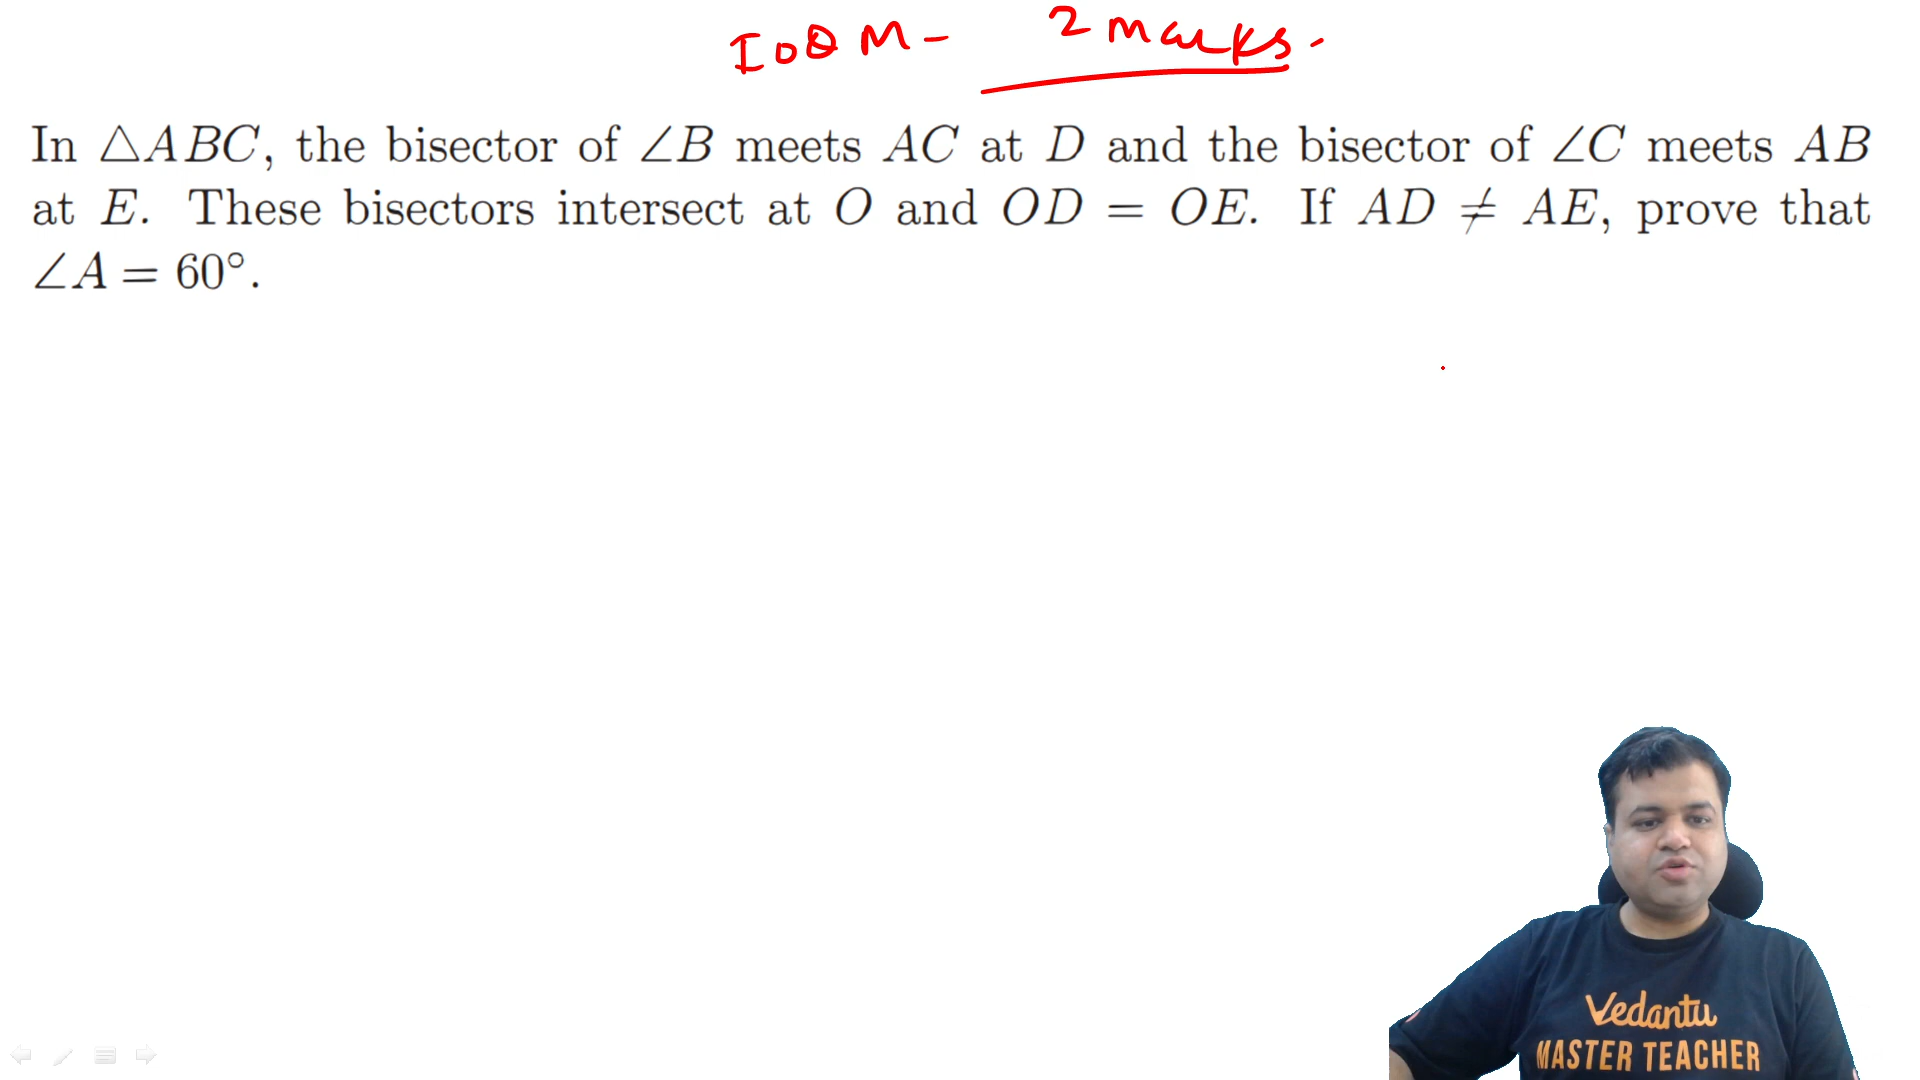 IOQM - 2 marks.
In △ABC, the bisector of ∠B meets AC at D and the bisector of ∠C meets AB
at E. These bisectors intersect at O and OD = OE. If AD ≠ AE, prove that
∠A = 60°.
Vedantu
MASTER TEACHER